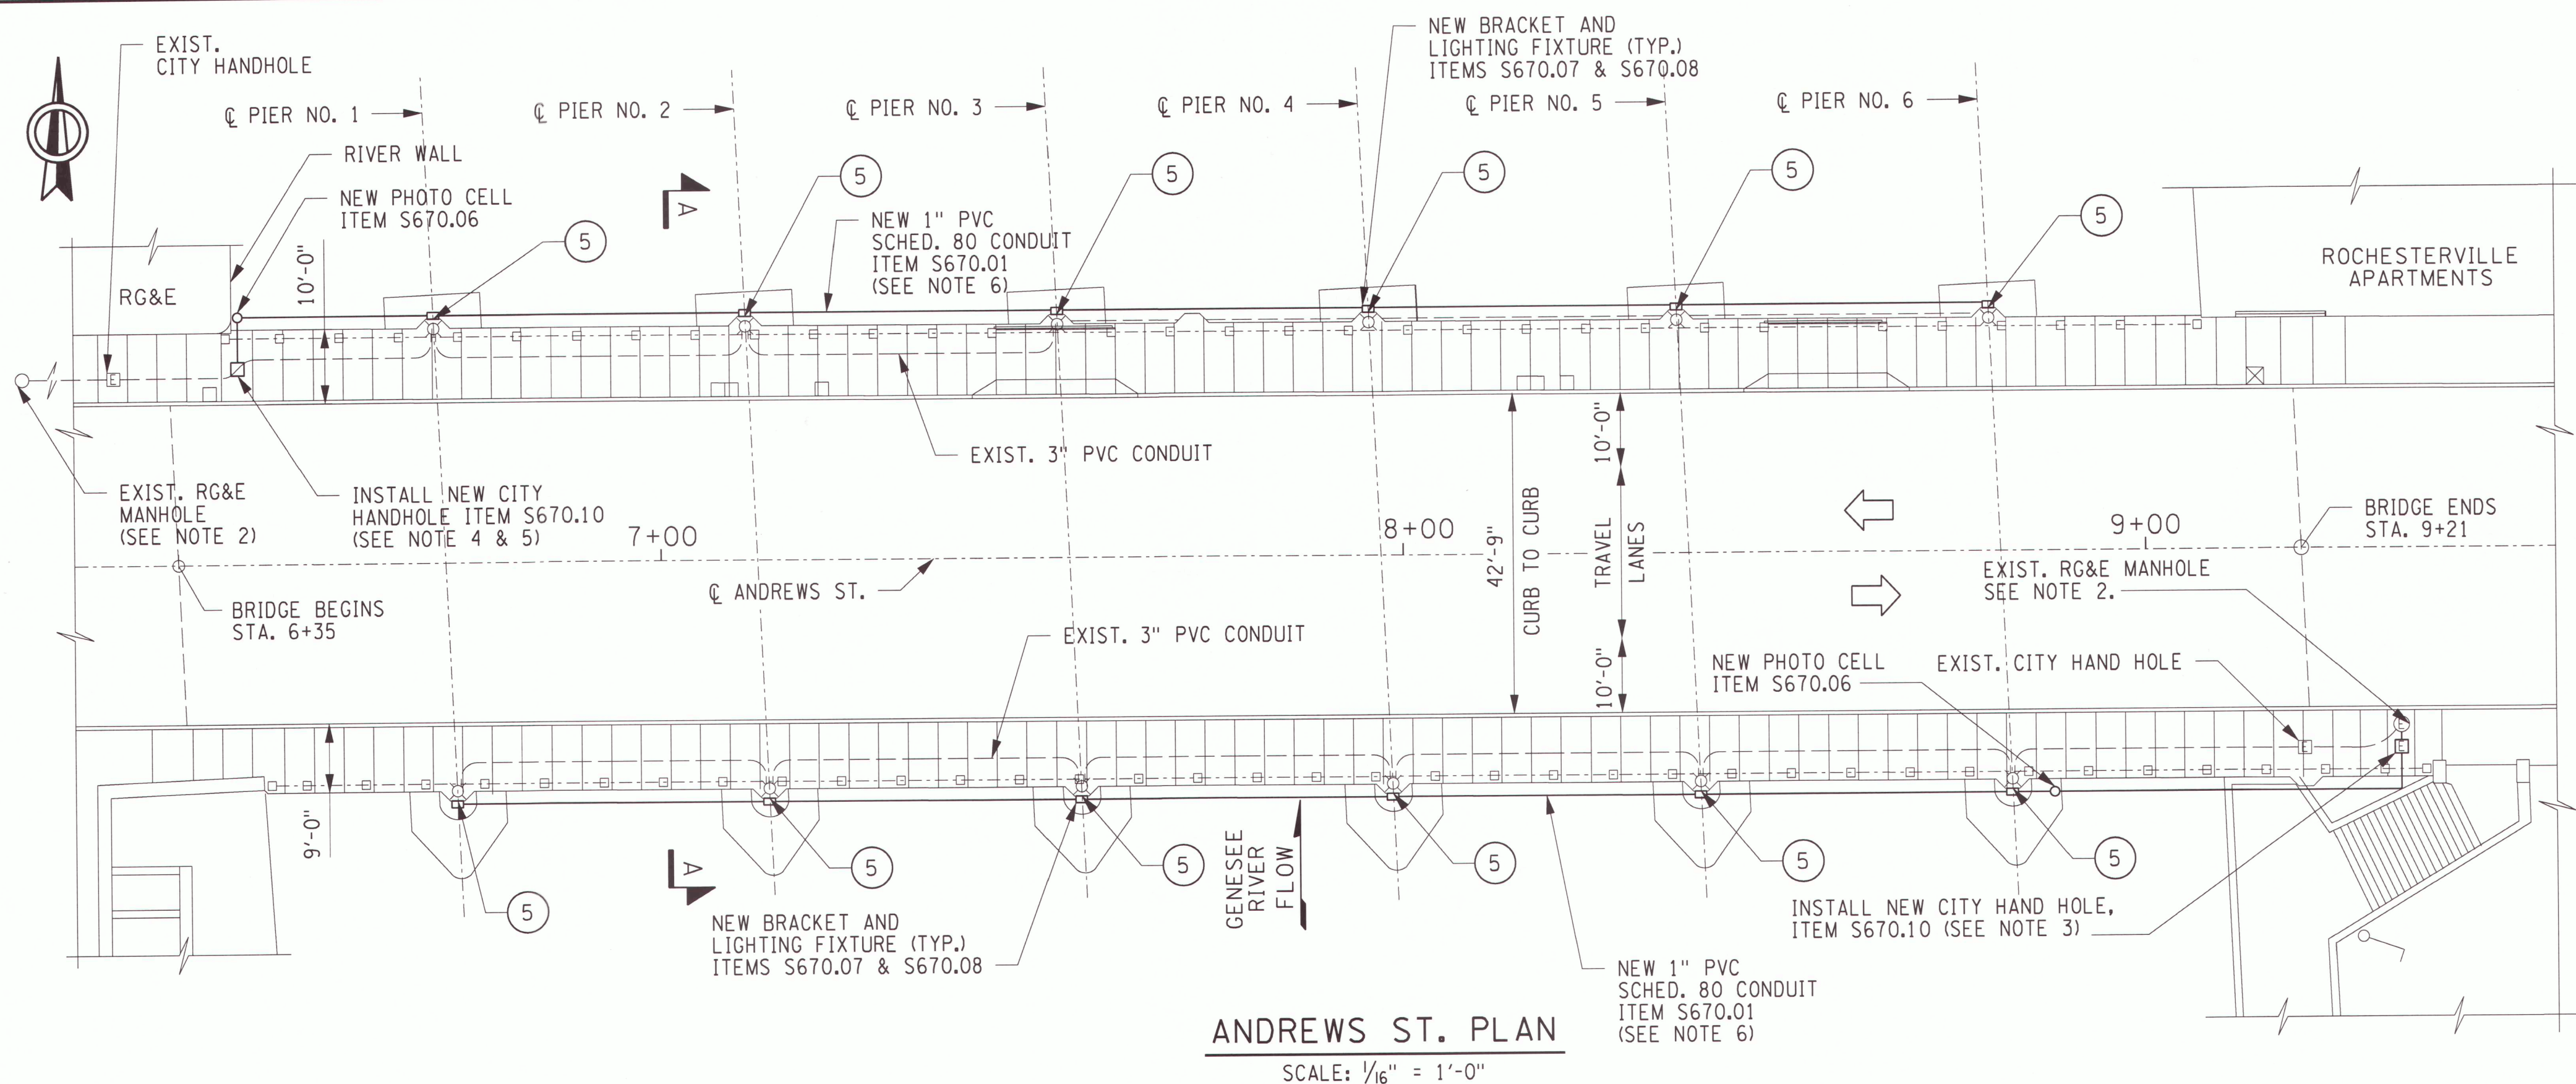 EXIST.
CITY HANDHOLE
℄ PIER NO. 1
℄ PIER NO. 2
℄ PIER NO. 3
℄ PIER NO. 4
NEW BRACKET AND
LIGHTING FIXTURE (TYP.)
ITEMS S670.07 & S670.08
℄ PIER NO. 5
℄ PIER NO. 6
RIVER WALL
NEW PHOTO CELL
ITEM S670.06
5
A
5
NEW 1" PVC
SCHED. 80 CONDUIT
ITEM S670.01
(SEE NOTE 6)
5
5
5
5
RG&E
10'-0"
ROCHESTERVILLE
APARTMENTS
E
EXIST. 3" PVC CONDUIT
EXIST. RG&E
MANHOLE
(SEE NOTE 2)
INSTALL NEW CITY
HANDHOLE ITEM S670.10
(SEE NOTE 4 & 5)
7+00
8+00
9+00
42'-9"
CURB TO CURB
10'-0"
TRAVEL
LANES
10'-0"
BRIDGE ENDS
STA. 9+21
BRIDGE BEGINS
STA. 6+35
℄ ANDREWS ST.
EXIST. RG&E MANHOLE
SEE NOTE 2.
EXIST. 3" PVC CONDUIT
NEW PHOTO CELL
ITEM S670.06
EXIST. CITY HAND HOLE
E
E
E
9'-0"
5
A
5
5
GENESEE
RIVER
FLOW
5
5
5
NEW BRACKET AND
LIGHTING FIXTURE (TYP.)
ITEMS S670.07 & S670.08
INSTALL NEW CITY HAND HOLE,
ITEM S670.10 (SEE NOTE 3)
NEW 1" PVC
SCHED. 80 CONDUIT
ITEM S670.01
(SEE NOTE 6)
ANDREWS ST. PLAN
SCALE: 1/16" = 1'-0"